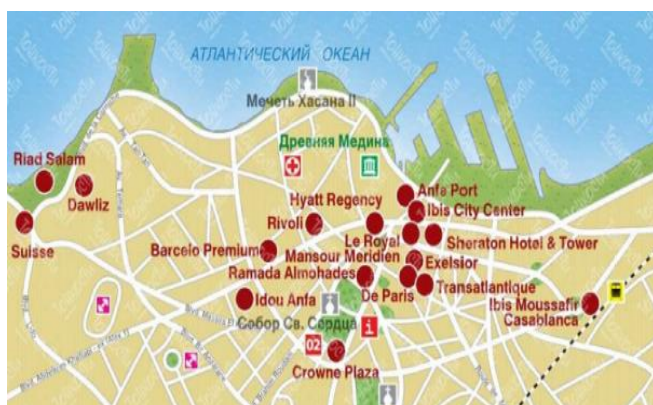 АТЛАНТИЧЕСКИЙ ОКЕАН
Мечеть Хасана II
Древняя Медина
Riad Salam
Dawliz
Anfa Port
Hyatt Regency
Ibis City Center
Rivoli
Suisse
Le Royal
Sheraton Hotel & Tower
Barcelo Premium
Mansour Meridien
Exelsior
Ramada Almohades
Transatlantique
De Paris
Idou Anfa
Ibis Moussafir
Casablanca
Собор Св. Сердца
02
Crowne Plaza